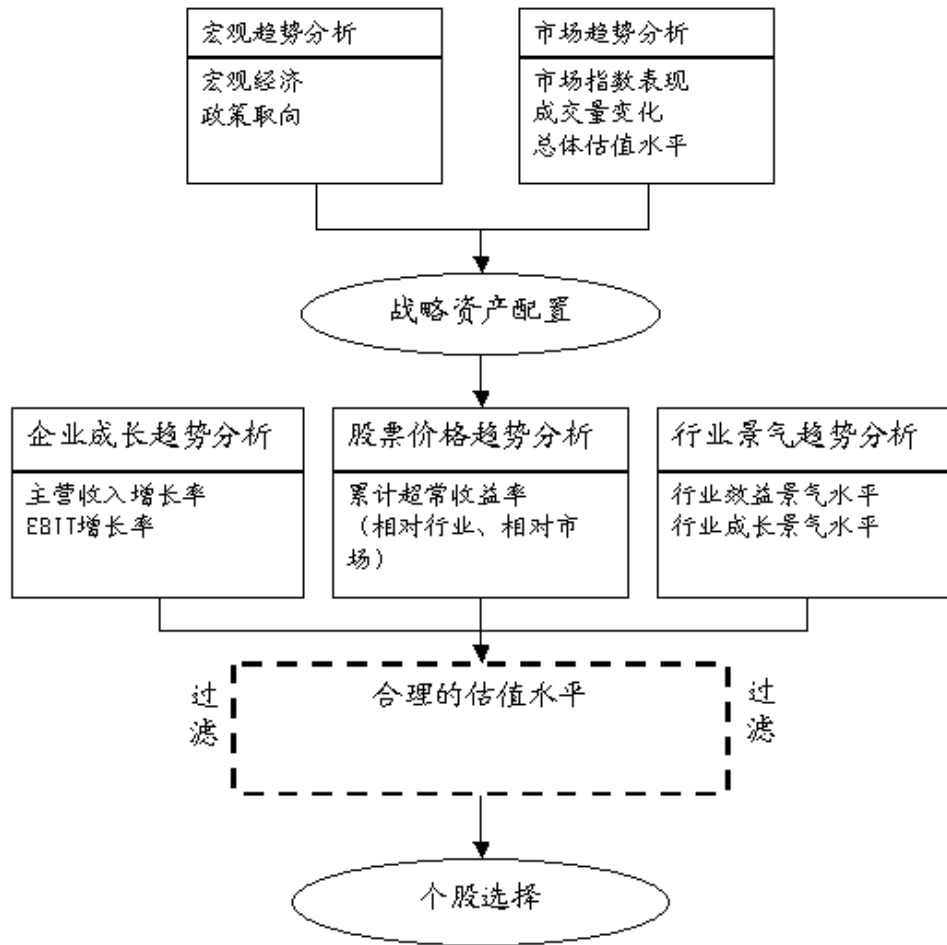 宏观趋势分析
宏观经济
政策取向
市场趋势分析
市场指数表现
成交量变化
总体估值水平
战略资产配置
企业成长趋势分析
主营收入增长率
EBIT增长率
股票价格趋势分析
累计超常收益率
（相对行业、相对市
场）
行业景气趋势分析
行业效益景气水平
行业成长景气水平
过滤
合理的估值水平
过滤
个股选择